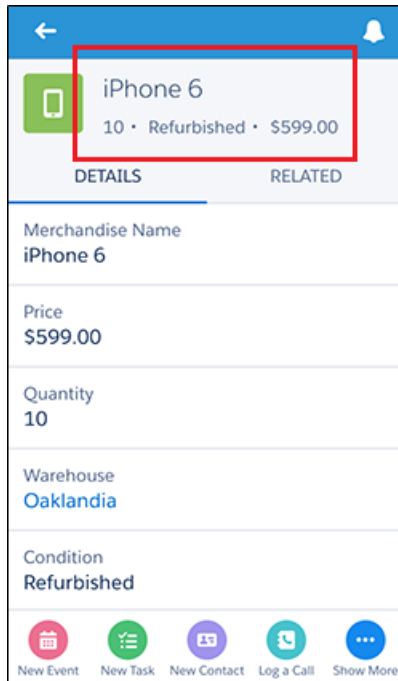 iPhone 6
10 • Refurbished • $599.00
DETAILS RELATED
Merchandise Name
iPhone 6
Price
$599.00
Quantity
10
Warehouse
Oaklandia
Condition
Refurbished
New Event New Task New Contact Log a Call Show More